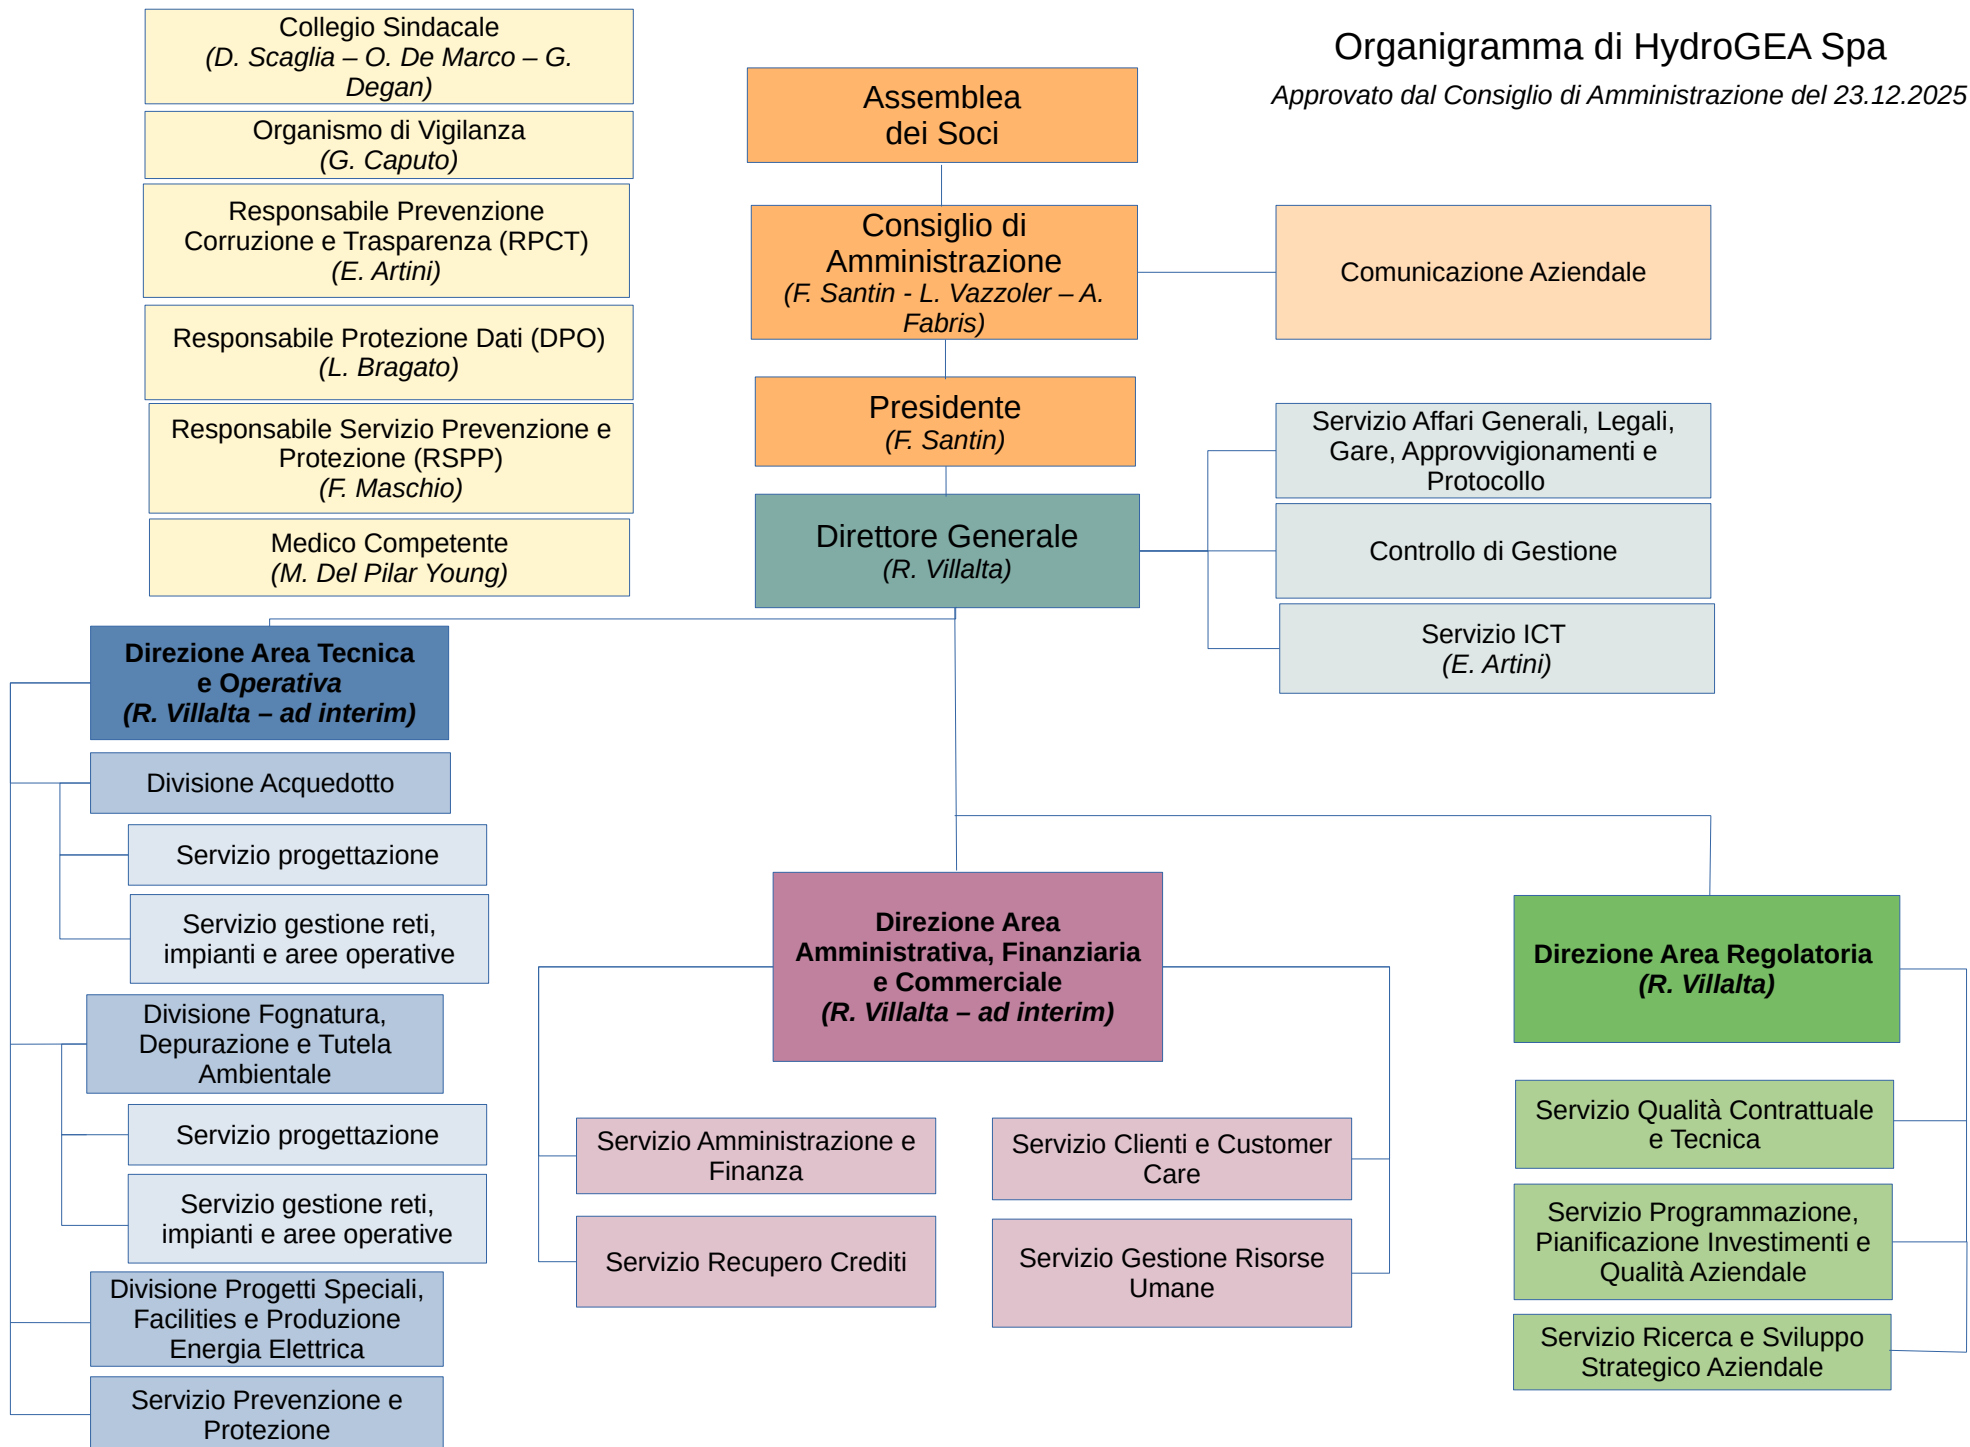 Organigramma di HydroGEA Spa
Approvato dal Consiglio di Amministrazione del 23.12.2025
Collegio Sindacale
(D. Scaglia – O. De Marco – G.
Degan)
Organismo di Vigilanza
(G. Caputo)
Responsabile Prevenzione
Corruzione e Trasparenza (RPCT)
(E. Artini)
Responsabile Protezione Dati (DPO)
(L. Bragato)
Responsabile Servizio Prevenzione e
Protezione (RSPP)
(F. Maschio)
Medico Competente
(M. Del Pilar Young)
Assemblea
dei Soci
Consiglio di
Amministrazione
(F. Santin - L. Vazzoler – A.
Fabris)
Comunicazione Aziendale
Presidente
(F. Santin)
Direttore Generale
(R. Villalta)
Servizio Affari Generali, Legali,
Gare, Approvvigionamenti e
Protocollo
Controllo di Gestione
Servizio ICT
(E. Artini)
Direzione Area Tecnica
e Operativa
(R. Villalta – ad interim)
Divisione Acquedotto
Servizio progettazione
Servizio gestione reti,
impianti e aree operative
Divisione Fognatura,
Depurazione e Tutela
Ambientale
Servizio progettazione
Servizio gestione reti,
impianti e aree operative
Divisione Progetti Speciali,
Facilities e Produzione
Energia Elettrica
Servizio Prevenzione e
Protezione
Direzione Area
Amministrativa, Finanziaria
e Commerciale
(R. Villalta – ad interim)
Servizio Amministrazione e
Finanza
Servizio Recupero Crediti
Servizio Clienti e Customer
Care
Servizio Gestione Risorse
Umane
Direzione Area Regolatoria
(R. Villalta)
Servizio Qualità Contrattuale
e Tecnica
Servizio Programmazione,
Pianificazione Investimenti e
Qualità Aziendale
Servizio Ricerca e Sviluppo
Strategico Aziendale